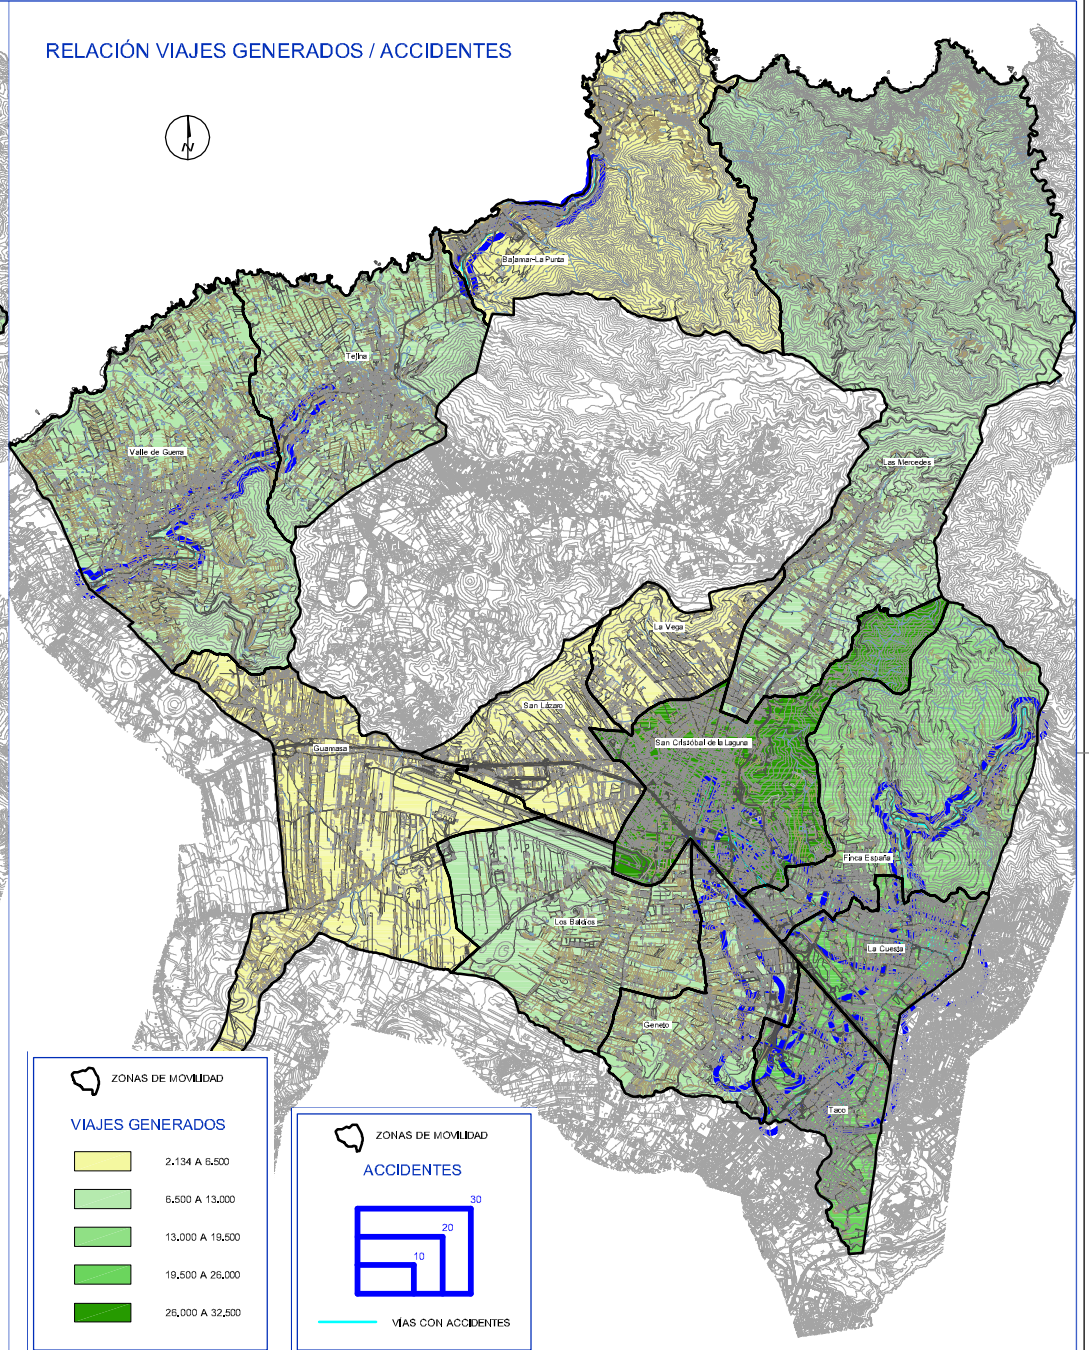 RELACIÓN VIAJES GENERADOS / ACCIDENTES
N
Bajamar-La Punta
Tejina
Valle de Guerra
Las Mercedes
La Vega
San Lázaro
San Cristóbal de la Laguna
Guamasa
Finca España
Los Baldíos
La Cuesta
Geneto
Taco
ZONAS DE MOVILIDAD
VIAJES GENERADOS
2.134 A 6.500
6.500 A 13.000
13.000 A 19.500
19.500 A 26.000
26.000 A 32.500
ZONAS DE MOVILIDAD
ACCIDENTES
30
20
10
VÍAS CON ACCIDENTES